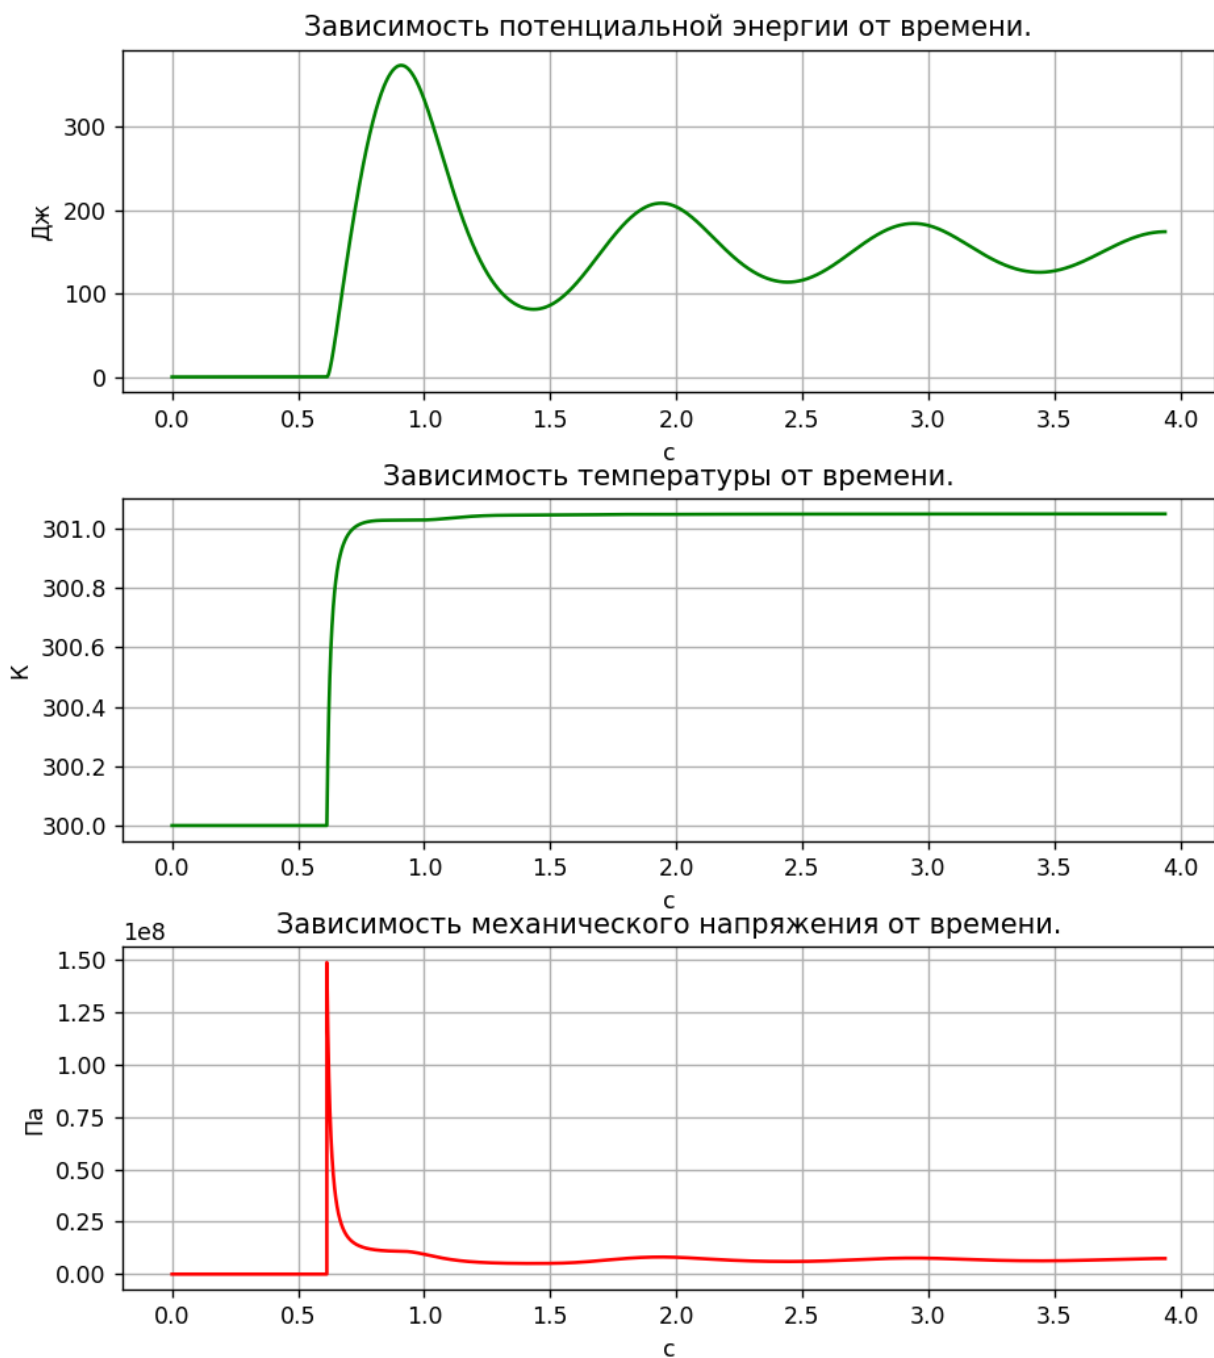 Зависимость потенциальной энергии от времени.
300
200
100
0
Дж
0.0 0.5 1.0 1.5 2.0 2.5 3.0 3.5 4.0
с
Зависимость температуры от времени.
301.0
300.8
300.6
300.4
300.2
300.0
К
0.0 0.5 1.0 1.5 2.0 2.5 3.0 3.5 4.0
с
1e8
Зависимость механического напряжения от времени.
1.50
1.25
1.00
0.75
0.50
0.25
0.00
Па
0.0 0.5 1.0 1.5 2.0 2.5 3.0 3.5 4.0
с